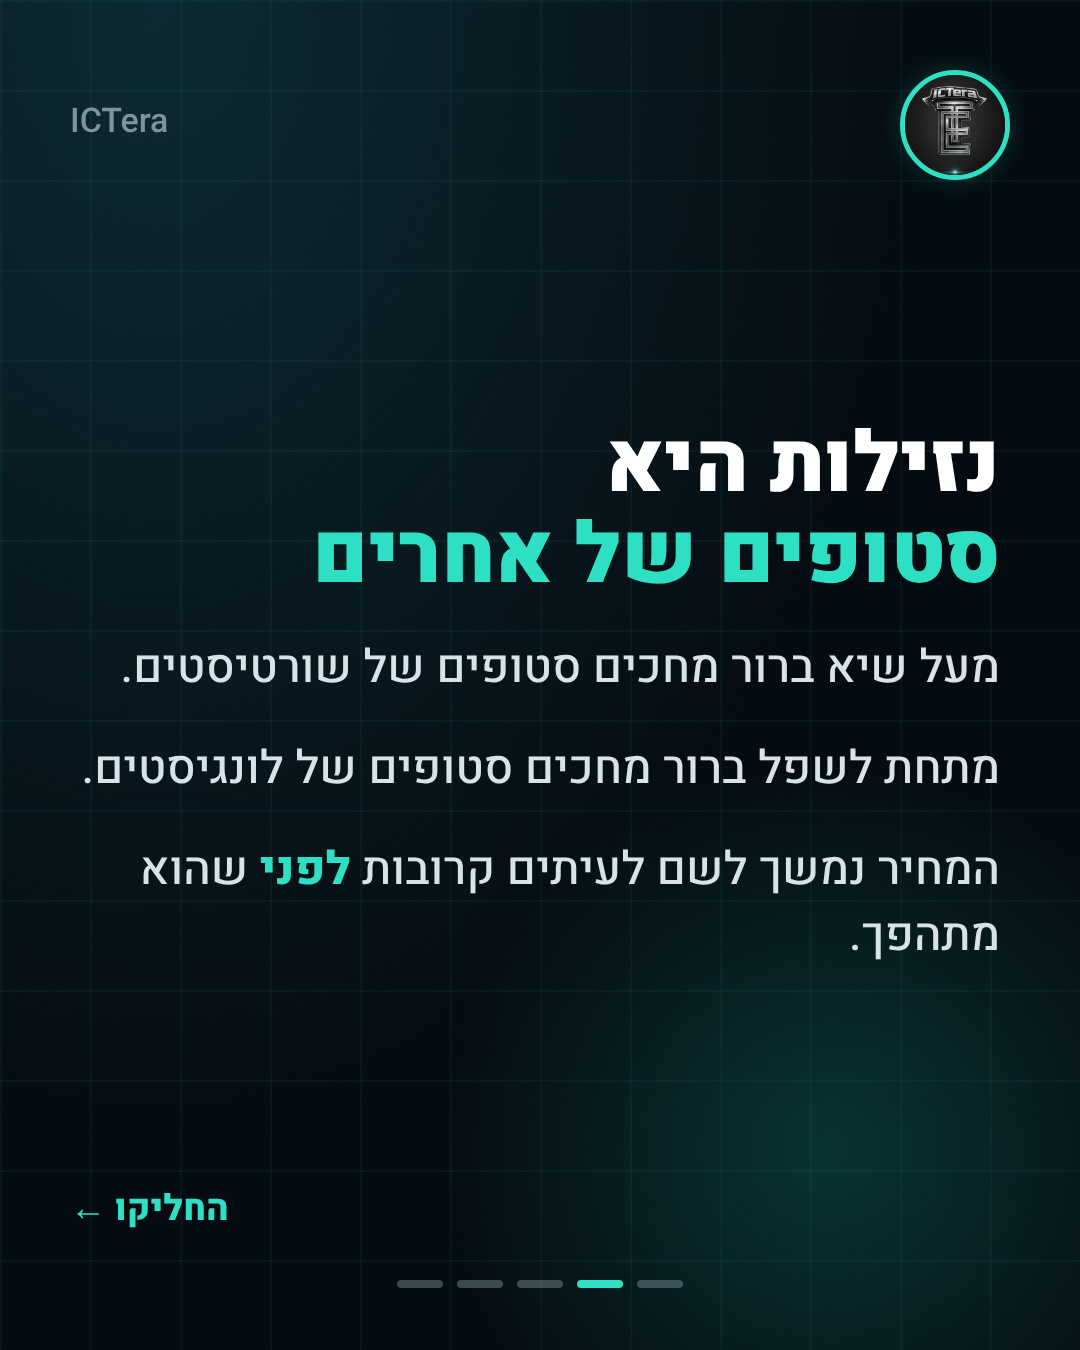 ICTera
ICTera
נזילות היא
סטופים של אחרים
מעל שיא ברור מחכים סטופים של שורטיסטים.
מתחת לשפל ברור מחכים סטופים של לונגיסטים.
המחיר נמשך לשם לעיתים קרובות לפני שהוא
מתהפך.
החליקו ←